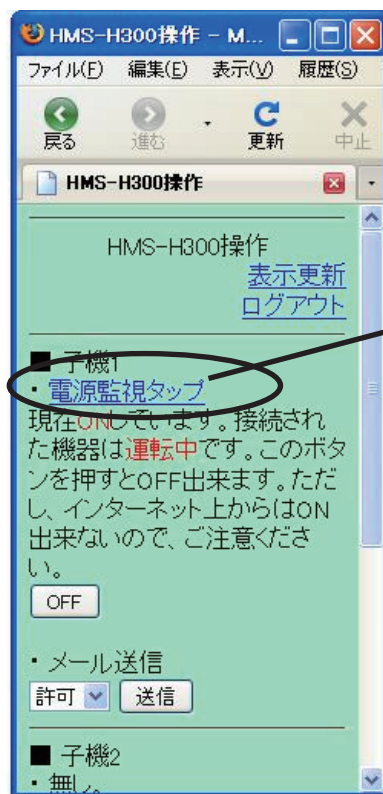 HMS-H300操作 - M...
ファイル(F) 編集(E) 表示(V) 履歴(S)
戻る 進む 更新 中止
HMS-H300操作
HMS-H300操作
表示更新
ログアウト
■ 子機1
・電源監視タップ
現在ONしています。接続され
た機器は運転中です。このボタ
ンを押すとOFF出来ます。ただ
し、インターネット上からはON
出来ないので、ご注意くださ
い。
OFF
・メール送信
許可 送信
■ 子機2
・無し。